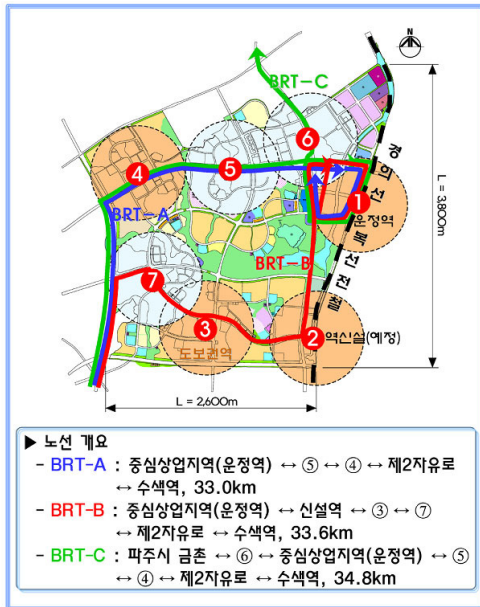 N
BRT-C
⑥
④
⑤
BRT-A
①
운정역
경의선 복선전철
L = 3,800m
BRT-B
⑦
③
②
역신설(예정)
도보권역
L = 2,600m
▶ 노선 개요
- BRT-A : 중심상업지역(운정역) ↔ ⑤ ↔ ④ ↔ 제2자유로
↔ 수색역, 33.0km
- BRT-B : 중심상업지역(운정역) ↔ 신설역 ↔ ③ ↔ ⑦
↔ 제2자유로 ↔ 수색역, 33.6km
- BRT-C : 파주시 금촌 ↔ ⑥ ↔ 중심상업지역(운정역) ↔ ⑤
↔ ④ ↔ 제2자유로 ↔ 수색역, 34.8km